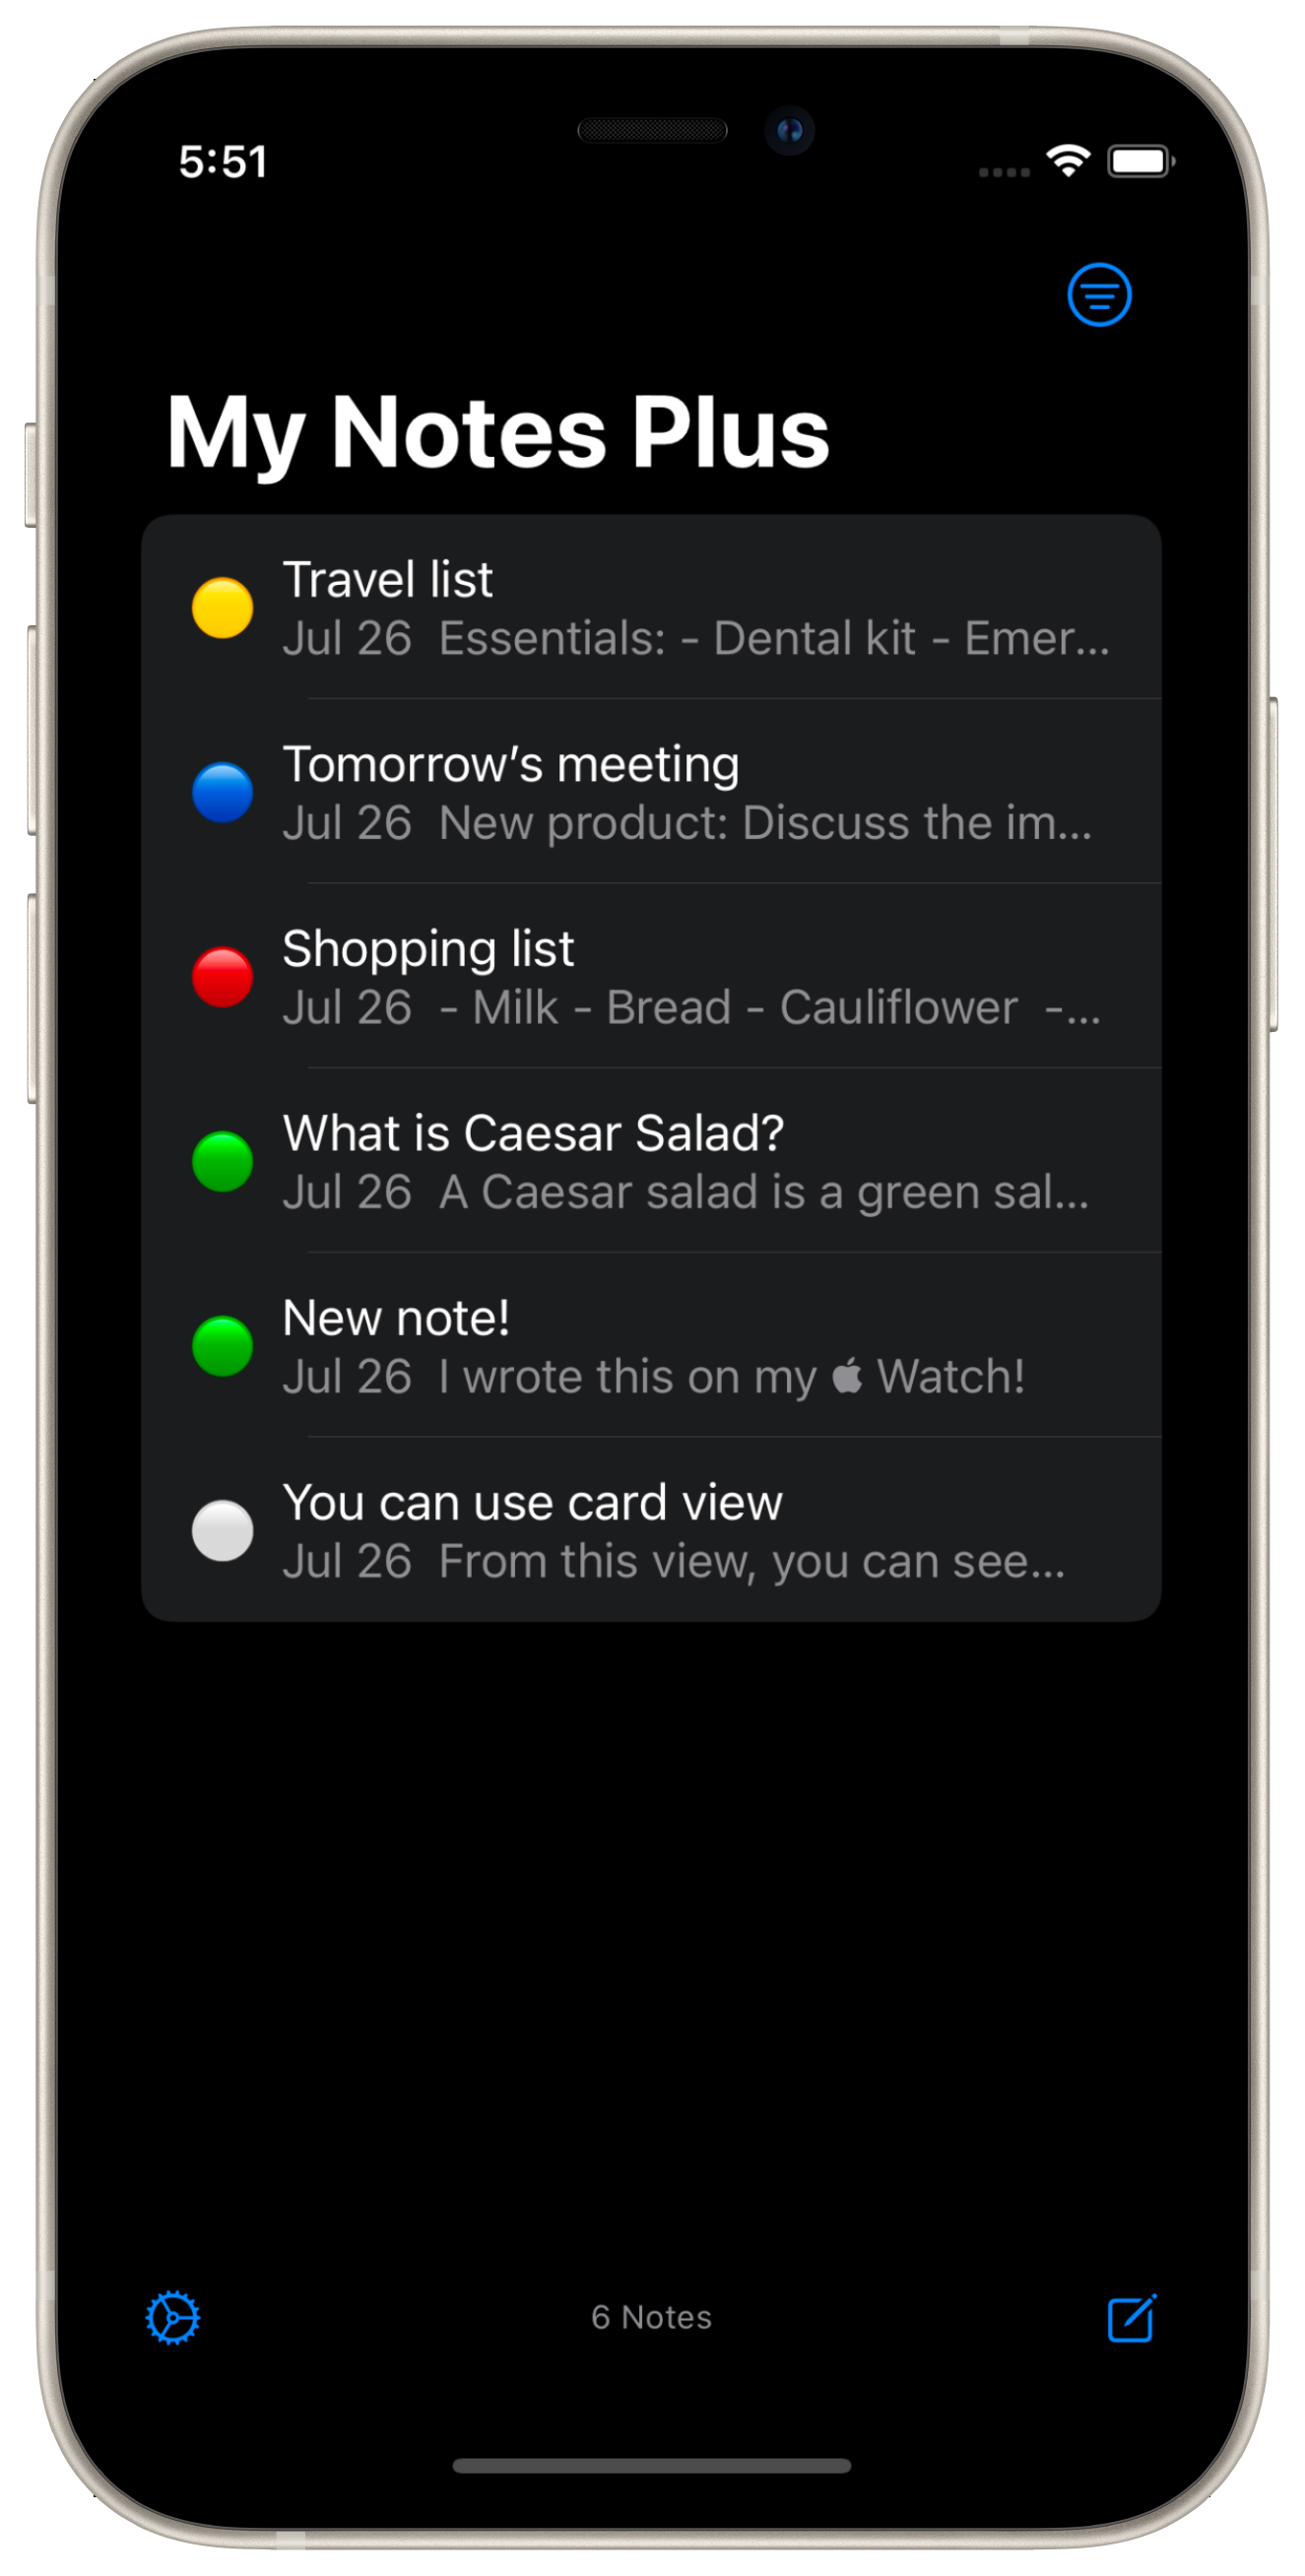 5:51
My Notes Plus
Travel list
Jul 26  Essentials: - Dental kit - Emer...
Tomorrow’s meeting
Jul 26  New product: Discuss the im...
Shopping list
Jul 26  - Milk - Bread - Cauliflower  -...
What is Caesar Salad?
Jul 26  A Caesar salad is a green sal...
New note!
Jul 26  I wrote this on my  Watch!
You can use card view
Jul 26  From this view, you can see...
6 Notes